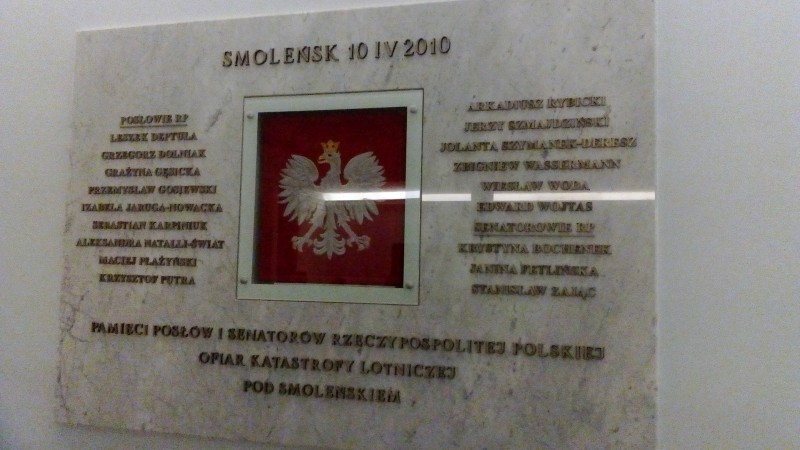 SMOLEŃSK 10 IV 2010
POSŁOWIE RP
LESZEK DEPTUŁA
GRZEGORZ DOLNIAK
GRAŻYNA GĘSICKA
PRZEMYSŁAW GOSIEWSKI
IZABELA JARUGA-NOWACKA
SEBASTIAN KARPINIUK
ALEKSANDRA NATALLI-ŚWIAT
MACIEJ PŁAŻYŃSKI
KRZYSZTOF PUTRA
ARKADIUSZ RYBICKI
JERZY SZMAJDZIŃSKI
JOLANTA SZYMANEK-DERESZ
ZBIGNIEW WASSERMANN
WIESŁAW WODA
EDWARD WOJTAS
SENATOROWIE RP
KRYSTYNA BOCHENEK
JANINA FETLIŃSKA
STANISŁAW ZAJĄC
PAMIĘCI POSŁÓW I SENATORÓW RZECZYPOSPOLITEJ POLSKIEJ
OFIAR KATASTROFY LOTNICZEJ
POD SMOLEŃSKIEM